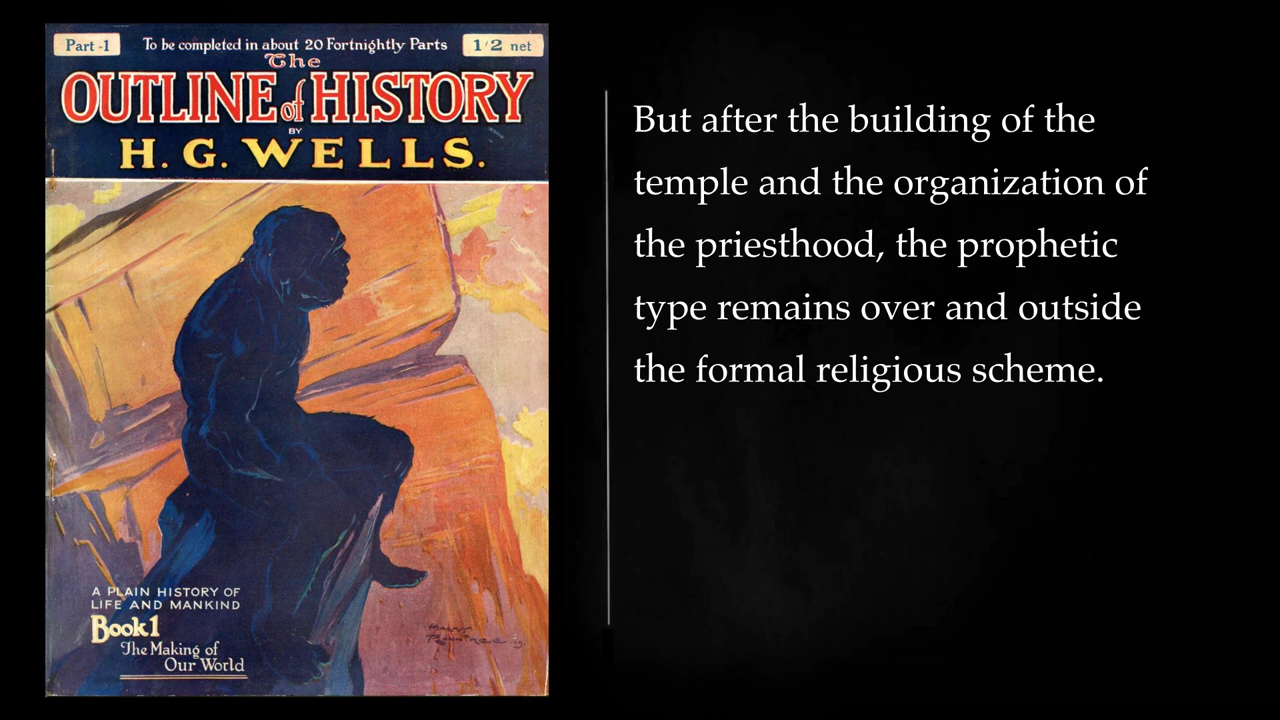 Part -1
To be completed in about 20 Fortnightly Parts
1/2 net
The
OUTLINE of HISTORY
BY
H. G. WELLS.
A PLAIN HISTORY OF
LIFE AND MANKIND
Book 1
The Making of
Our World
But after the building of the
temple and the organization of
the priesthood, the prophetic
type remains over and outside
the formal religious scheme.